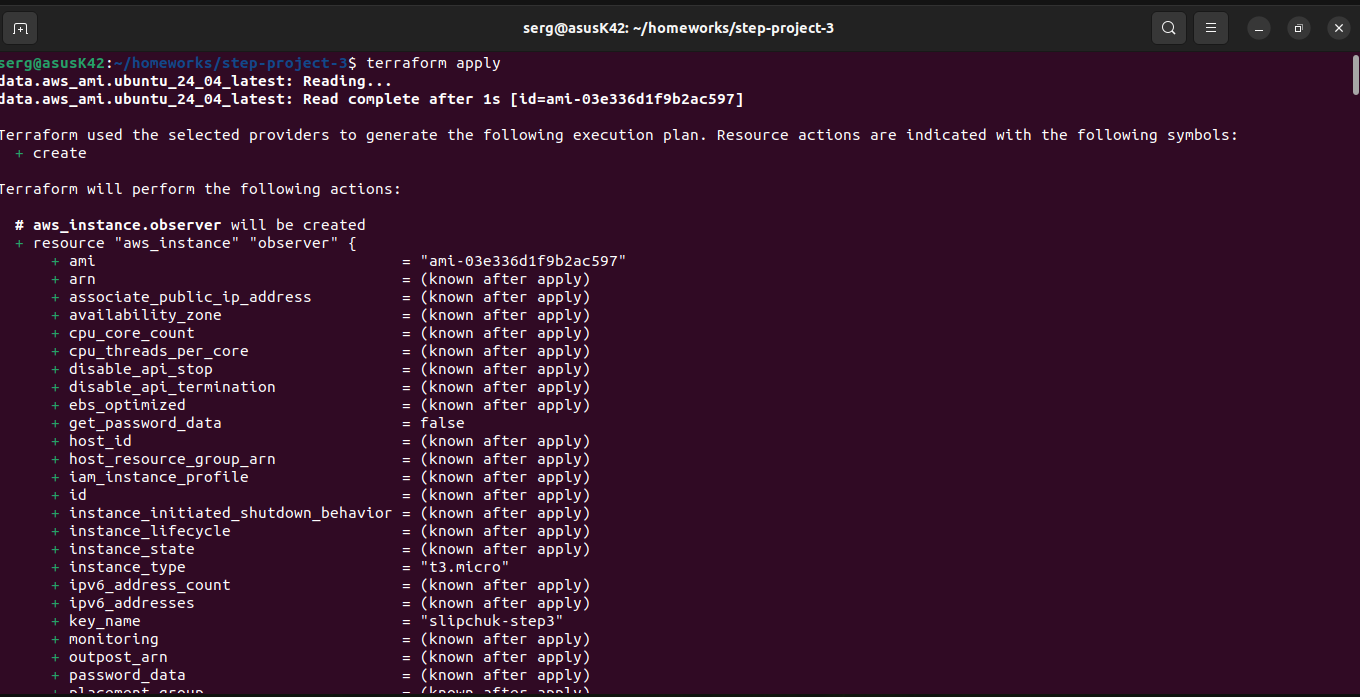 serg@asusK42: ~/homeworks/step-project-3
serg@asusK42:~/homeworks/step-project-3$ terraform apply
data.aws_ami.ubuntu_24_04_latest: Reading...
data.aws_ami.ubuntu_24_04_latest: Read complete after 1s [id=ami-03e336d1f9b2ac597]
Terraform used the selected providers to generate the following execution plan. Resource actions are indicated with the following symbols:
+ create
Terraform will perform the following actions:
# aws_instance.observer will be created
+ resource "aws_instance" "observer" {
+ ami = "ami-03e336d1f9b2ac597"
+ arn = (known after apply)
+ associate_public_ip_address = (known after apply)
+ availability_zone = (known after apply)
+ cpu_core_count = (known after apply)
+ cpu_threads_per_core = (known after apply)
+ disable_api_stop = (known after apply)
+ disable_api_termination = (known after apply)
+ ebs_optimized = (known after apply)
+ get_password_data = false
+ host_id = (known after apply)
+ host_resource_group_arn = (known after apply)
+ iam_instance_profile = (known after apply)
+ id = (known after apply)
+ instance_initiated_shutdown_behavior = (known after apply)
+ instance_lifecycle = (known after apply)
+ instance_state = (known after apply)
+ instance_type = "t3.micro"
+ ipv6_address_count = (known after apply)
+ ipv6_addresses = (known after apply)
+ key_name = "slipchuk-step3"
+ monitoring = (known after apply)
+ outpost_arn = (known after apply)
+ password_data = (known after apply)
+ placement_group = (known after apply)